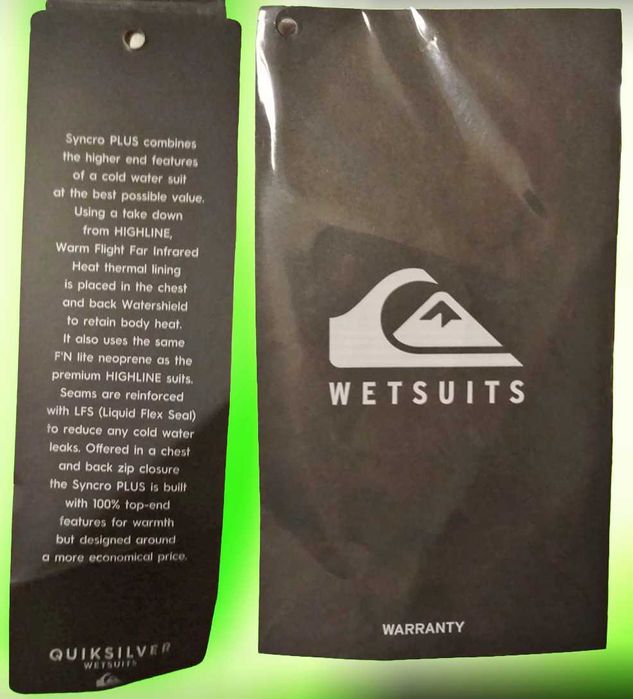 Syncro PLUS combines
the higher end features
of a cold water suit
at the best possible value.
Using a take down
from HIGHLINE,
Warm Flight Far Infrared
Heat thermal lining
is placed in the chest
and back Watershield
to retain body heat.
It also uses the same
F'N lite neoprene as the
premium HIGHLINE suits.
Seams are reinforced
with LFS (Liquid Flex Seal)
to reduce any cold water
leaks. Offered in a chest
and back zip closure
the Syncro PLUS is built
with 100% top-end
features for warmth
but designed around
a more economical price.
QUIKSILVER
WETSUITS
WETSUITS
WARRANTY